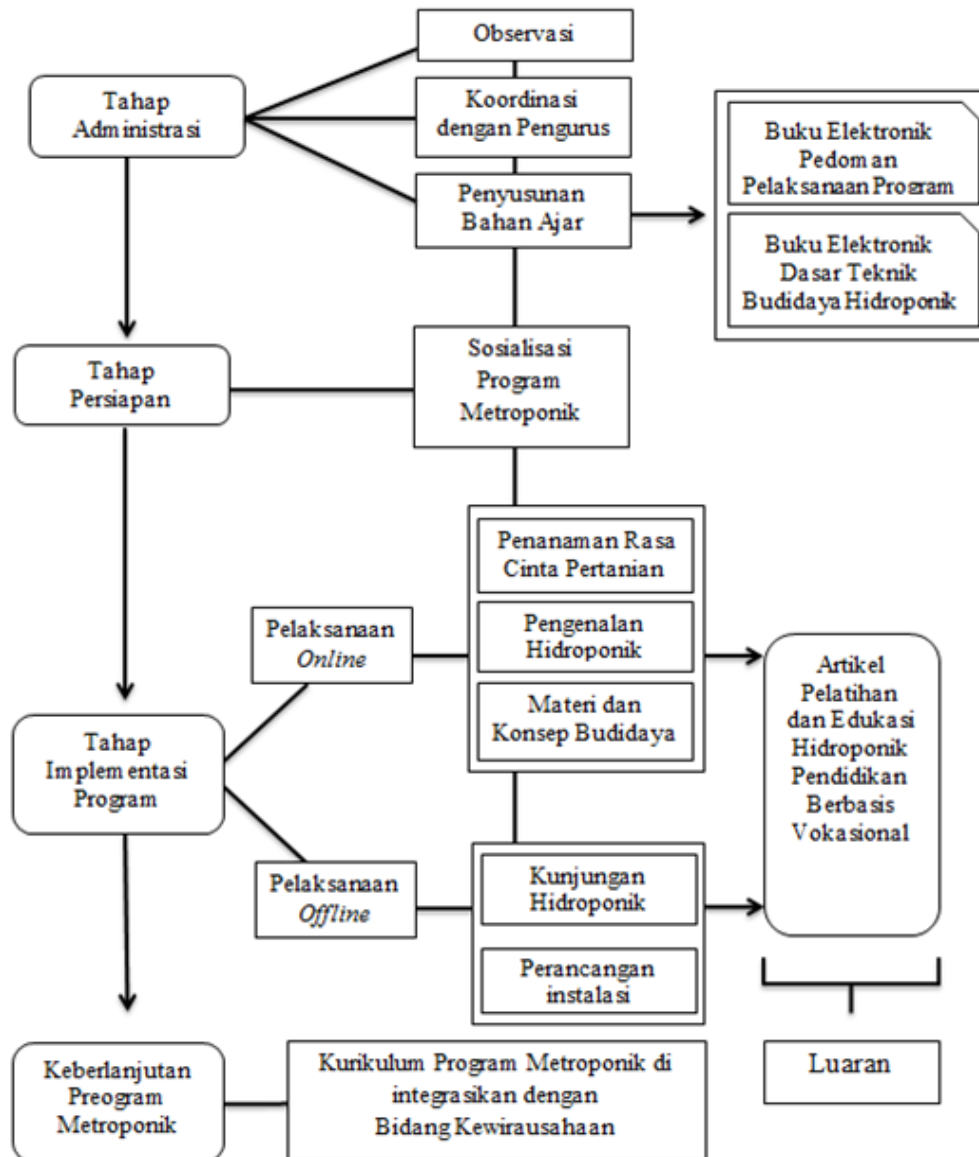 Observasi
Tahap
Administrasi
Koordinasi
dengan Pengurus
Penyusunan
Bahan Ajar
Buku Elektronik
Pedoman
Pelaksanaan Program
Buku Elektronik
Dasar Teknik
Budidaya Hidroponik
Tahap
Persiapan
Sosialisasi
Program
Metroponik
Tahap
Implementasi
Program
Pelaksanaan
Online
Penanaman Rasa
Cinta Pertanian
Pengenalan
Hidroponik
Materi dan
Konsep Budidaya
Pelaksanaan
Offline
Kunjungan
Hidroponik
Perancangan
instalasi
Artikel
Pelatihan
dan Edukasi
Hidroponik
Pendidikan
Berbasis
Vokasional
Luaran
Keberlanjutan
Preogram
Metroponik
Kurikulum Program Metroponik di
integrasikan dengan
Bidang Kewirausahaan